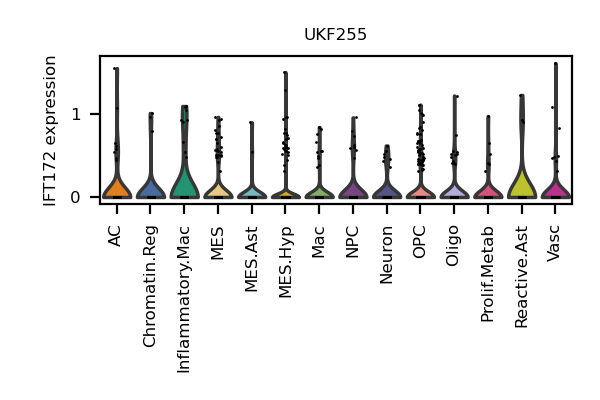 UKF255
IFT172 expression
1
0
AC
Chromatin.Reg
Inflammatory.Mac
MES
MES.Ast
MES.Hyp
Mac
NPC
Neuron
OPC
Oligo
Prolif.Metab
Reactive.Ast
Vasc